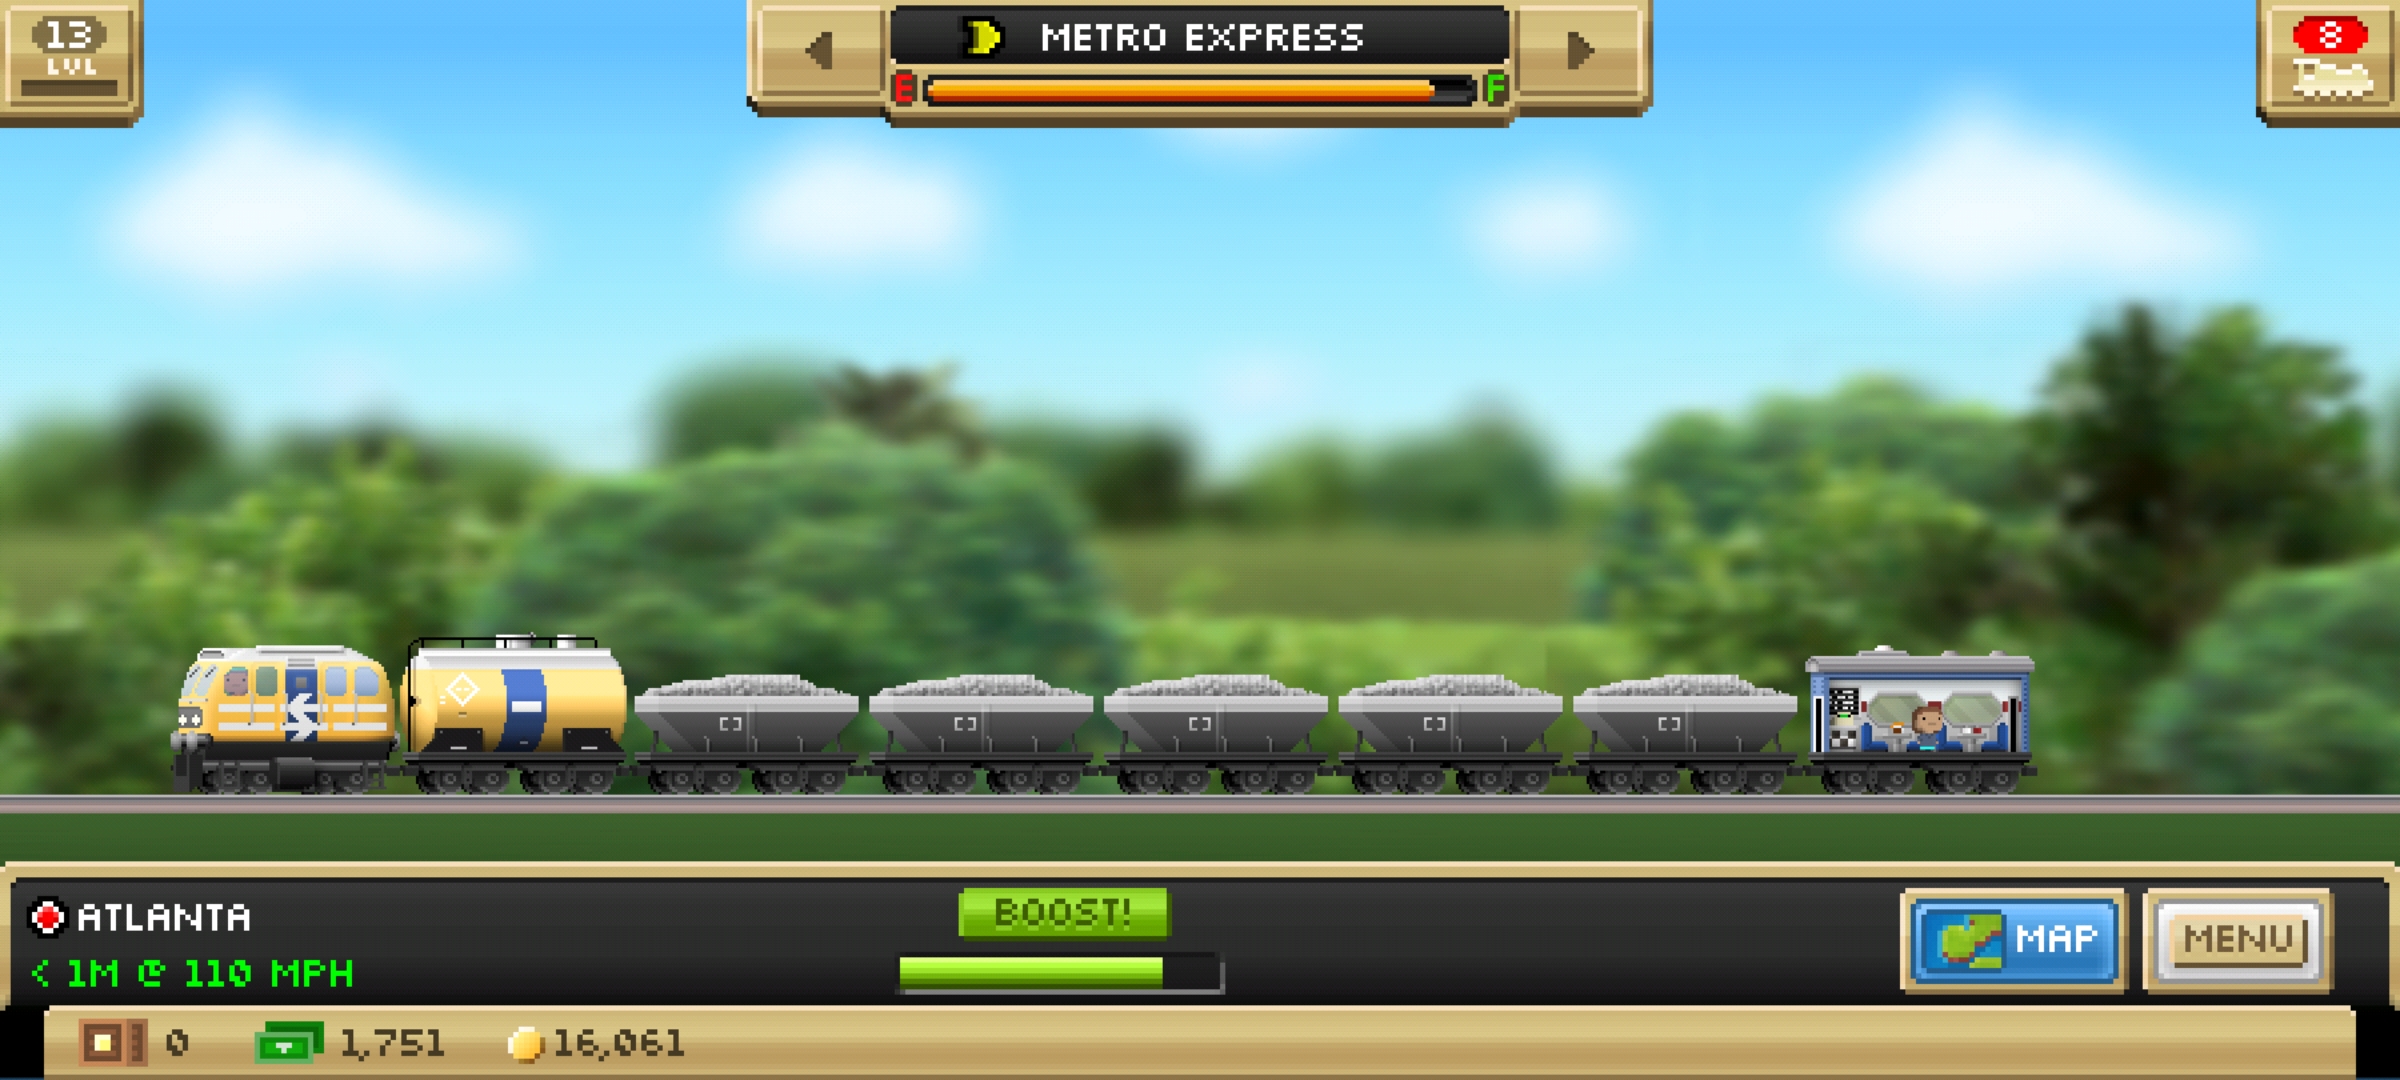 13
LVL
METRO EXPRESS
E F
8
ATLANTA
< 1M @ 110 MPH
BOOST!
MAP
MENU
0 1,751 16,061